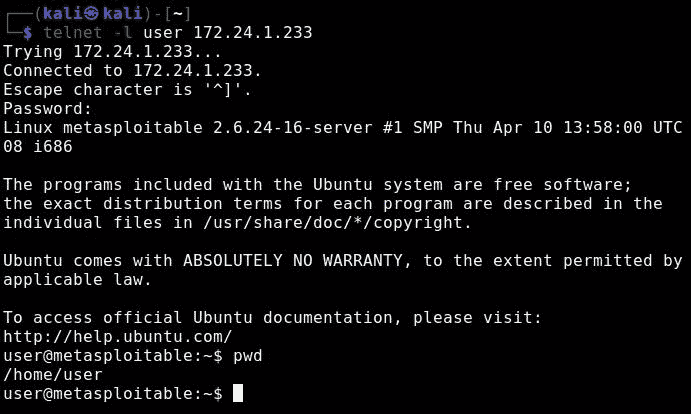 ┌──(kali㉿kali)-[~]
└─$ telnet -l user 172.24.1.233
Trying 172.24.1.233...
Connected to 172.24.1.233.
Escape character is '^]'.
Password:
Linux metasploitable 2.6.24-16-server #1 SMP Thu Apr 10 13:58:00 UTC
08 i686
The programs included with the Ubuntu system are free software;
the exact distribution terms for each program are described in the
individual files in /usr/share/doc/*/copyright.
Ubuntu comes with ABSOLUTELY NO WARRANTY, to the extent permitted by
applicable law.
To access official Ubuntu documentation, please visit:
http://help.ubuntu.com/
user@metasploitable:~$ pwd
/home/user
user@metasploitable:~$